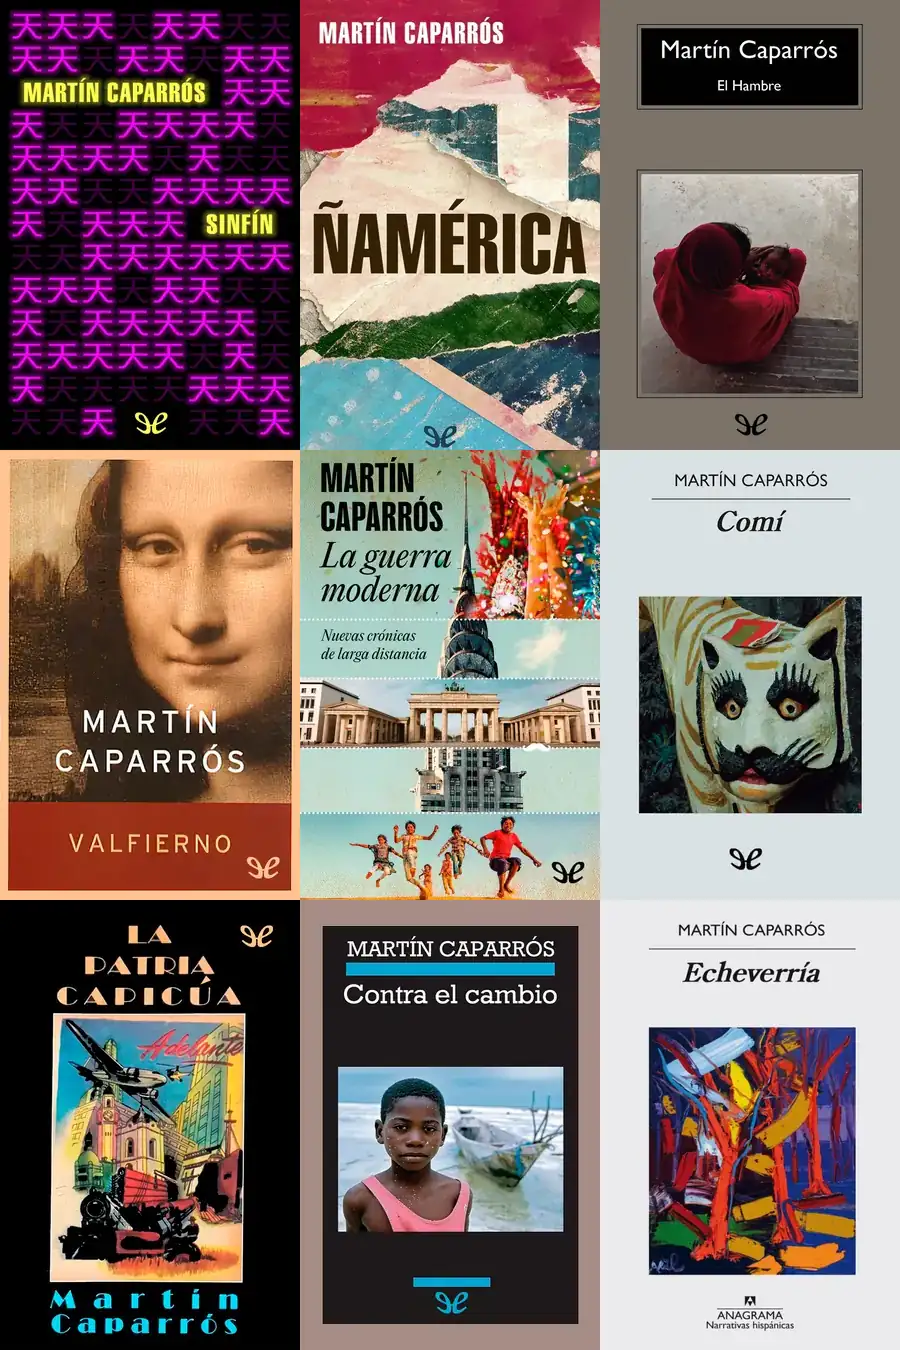 MARTÍN CAPARRÓS
SINFÍN
MARTÍN CAPARRÓS
ÑAMÉRICA
Martín Caparrós
El Hambre
MARTÍN
CAPARRÓS
VALFIERNO
MARTÍN
CAPARRÓS
La guerra
moderna
Nuevas crónicas
de larga distancia
MARTÍN CAPARRÓS
Comí
LA
PATRIA
CAPICÚA
Adelante
Martín
Caparrós
MARTÍN CAPARRÓS
Contra el cambio
MARTÍN CAPARRÓS
Echeverría
ANAGRAMA
Narrativas hispánicas